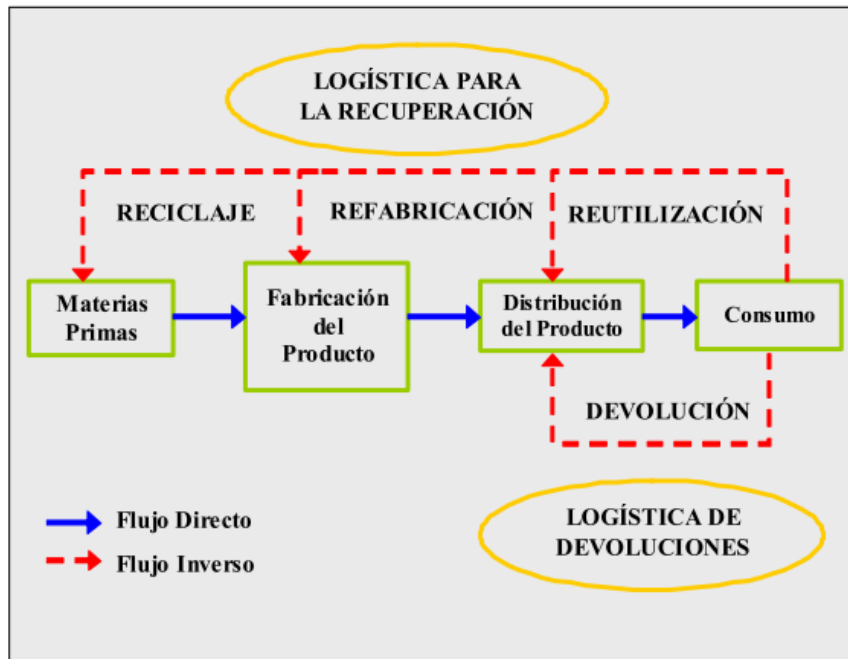 LOGÍSTICA PARA
LA RECUPERACIÓN
RECICLAJE
REFABRICACIÓN
REUTILIZACIÓN
Materias
Primas
Fabricación
del
Producto
Distribución
del Producto
Consumo
DEVOLUCIÓN
Flujo Directo
Flujo Inverso
LOGÍSTICA DE
DEVOLUCIONES